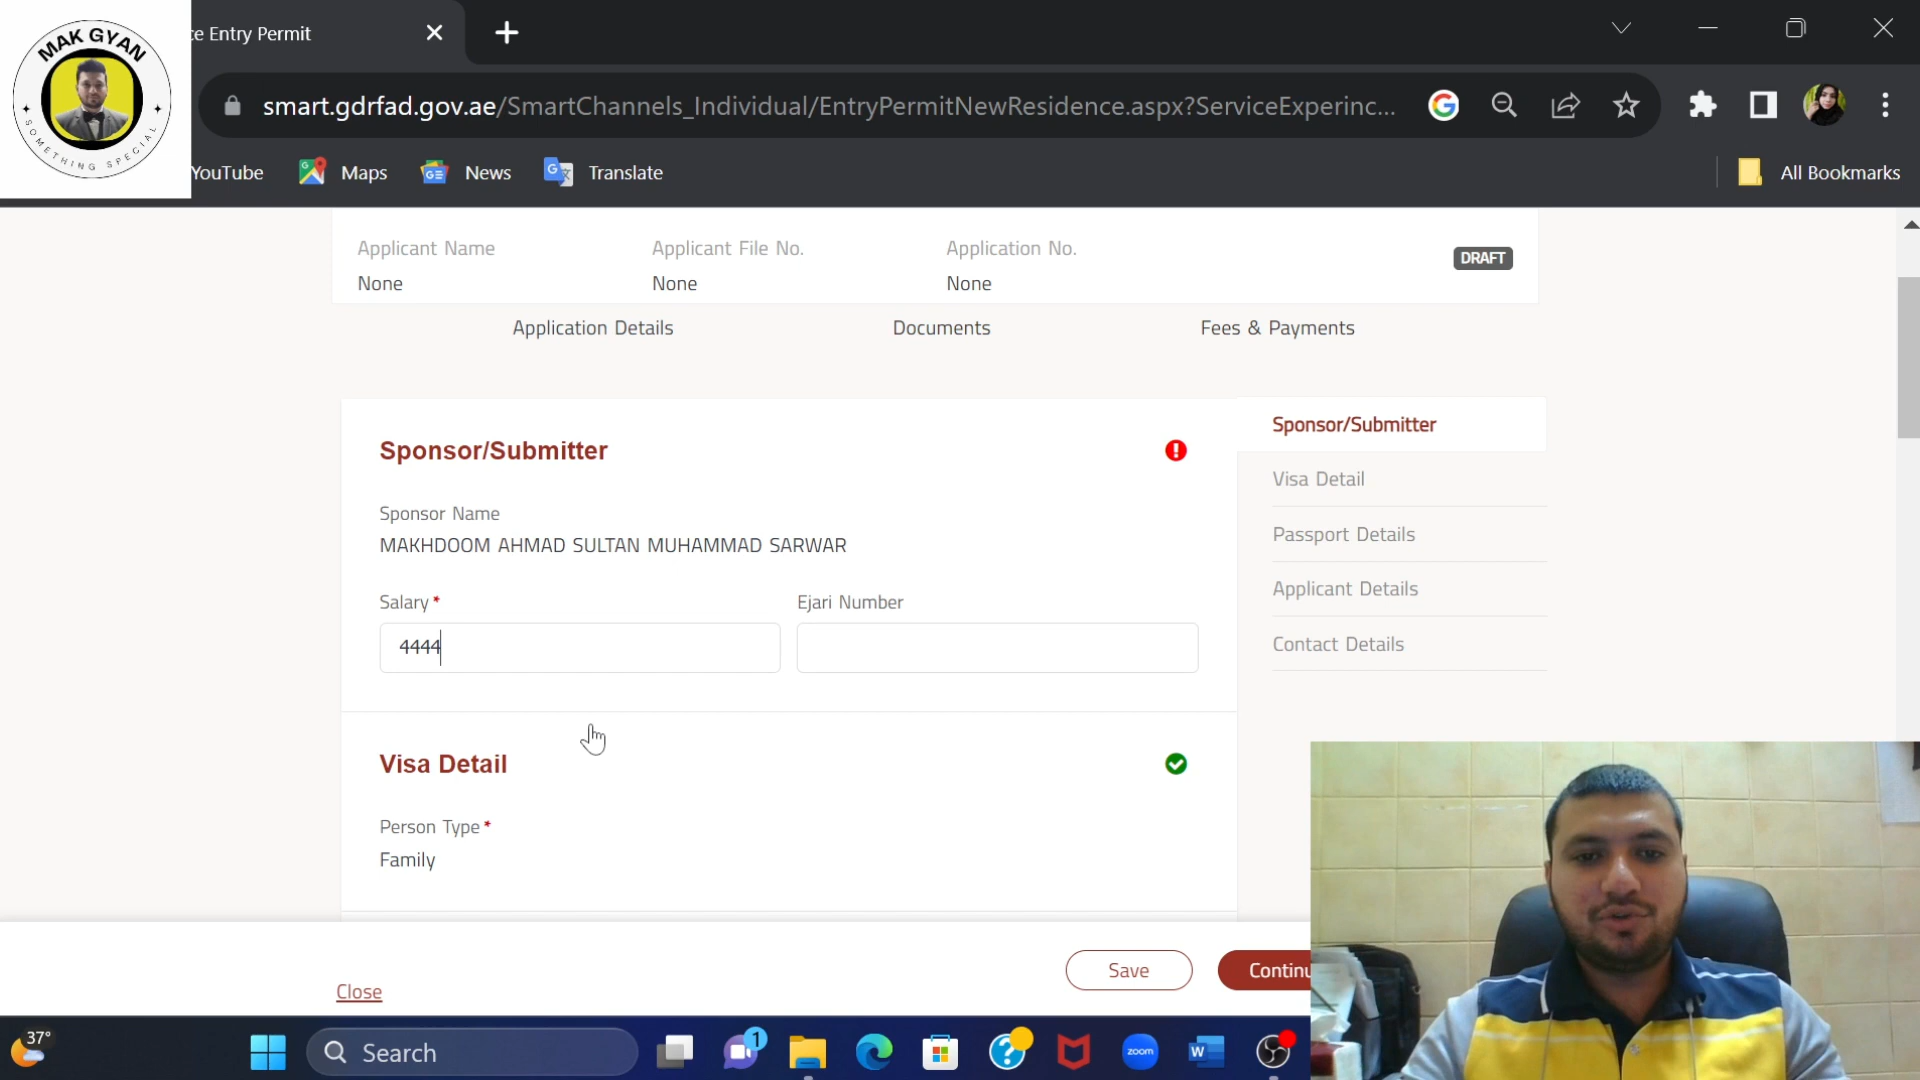 MAK GYAN
SOMETHING SPECIAL
ce Entry Permit
smart.gdrfad.gov.ae/SmartChannels_Individual/EntryPermitNewResidence.aspx?ServiceExperinc...
YouTube
Maps
News
Translate
All Bookmarks
Applicant Name
Applicant File No.
Application No.
DRAFT
None
None
None
Application Details
Documents
Fees & Payments
Sponsor/Submitter
Sponsor/Submitter
Visa Detail
Sponsor Name
Passport Details
MAKHDOOM AHMAD SULTAN MUHAMMAD SARWAR
Applicant Details
Salary*
Ejari Number
4444
Contact Details
Visa Detail
Person Type*
Family
Save
Continu
Close
37°
Search
1
zoom
W